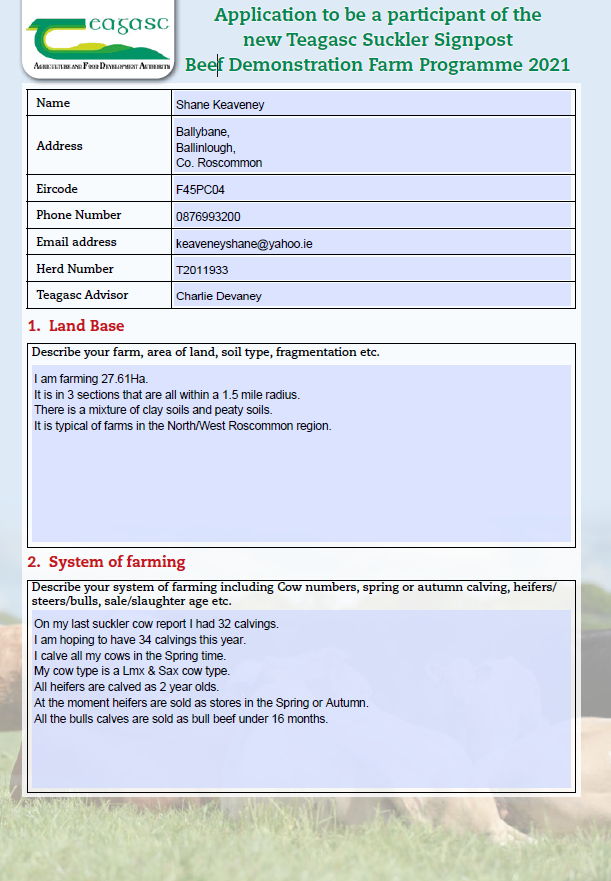 Teagasc
AGRICULTURE AND FOOD DEVELOPMENT AUTHORITY
Application to be a participant of the
new Teagasc Suckler Signpost
Beef Demonstration Farm Programme 2021
Name
Shane Keaveney
Address
Ballybane,
Ballinlough,
Co. Roscommon
Eircode
F45PC04
Phone Number
0876993200
Email address
keaveneyshane@yahoo.ie
Herd Number
T2011933
Teagasc Advisor
Charlie Devaney
1. Land Base
Describe your farm, area of land, soil type, fragmentation etc.
I am farming 27.61Ha.
It is in 3 sections that are all within a 1.5 mile radius.
There is a mixture of clay soils and peaty soils.
It is typical of farms in the North/West Roscommon region.
2. System of farming
Describe your system of farming including Cow numbers, spring or autumn calving, heifers/
steers/bulls, sale/slaughter age etc.
On my last suckler cow report I had 32 calvings.
I am hoping to have 34 calvings this year.
I calve all my cows in the Spring time.
My cow type is a Lmx & Sax cow type.
All heifers are calved as 2 year olds.
At the moment heifers are sold as stores in the Spring or Autumn.
All the bulls calves are sold as bull beef under 16 months.